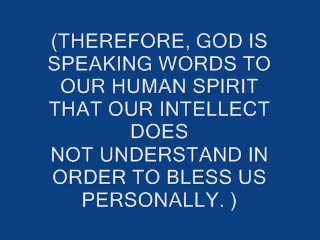 (THEREFORE, GOD IS
SPEAKING WORDS TO
OUR HUMAN SPIRIT
THAT OUR INTELLECT
DOES
NOT UNDERSTAND IN
ORDER TO BLESS US
PERSONALLY. )